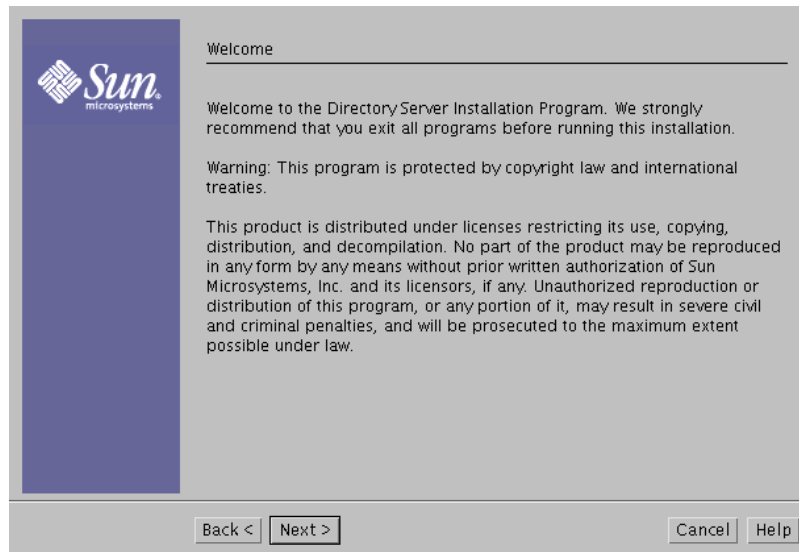 Sun
microsystems
Welcome
Welcome to the Directory Server Installation Program. We strongly
recommend that you exit all programs before running this installation.
Warning: This program is protected by copyright law and international
treaties.
This product is distributed under licenses restricting its use, copying,
distribution, and decompilation. No part of the product may be reproduced
in any form by any means without prior written authorization of Sun
Microsystems, Inc. and its licensors, if any. Unauthorized reproduction or
distribution of this program, or any portion of it, may result in severe civil
and criminal penalties, and will be prosecuted to the maximum extent
possible under law.
Back < Next > Cancel Help